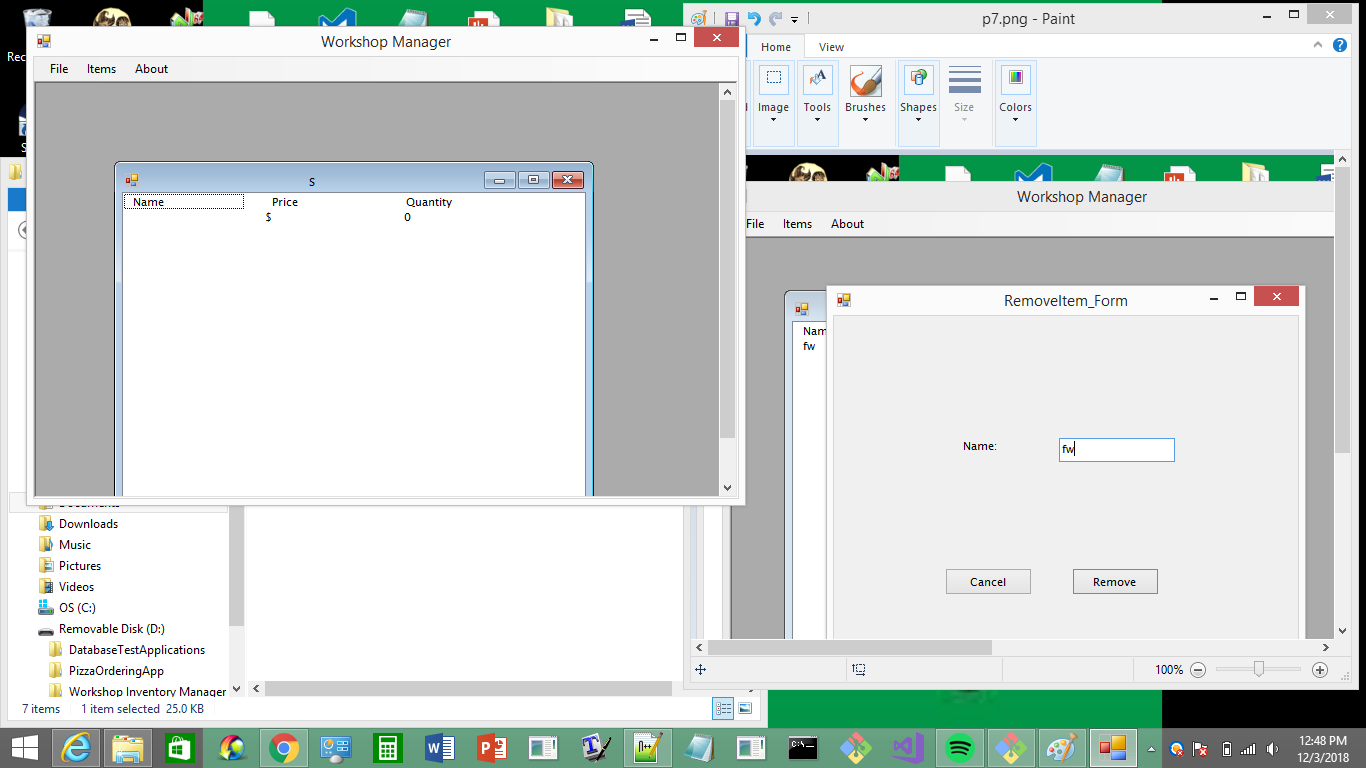 Rec
Workshop Manager
File Items About
s
Name Price Quantity
$ 0
p7.png - Paint
Home View
Image Tools Brushes Shapes Size Colors
Workshop Manager
File Items About
RemoveItem_Form
fw
Name: fw
Cancel Remove
100%
Downloads
Music
Pictures
Videos
OS (C:)
Removable Disk (D:)
DatabaseTestApplications
PizzaOrderingApp
Workshop Inventory Manager
7 items 1 item selected 25.0 KB
12:48 PM
12/3/2018